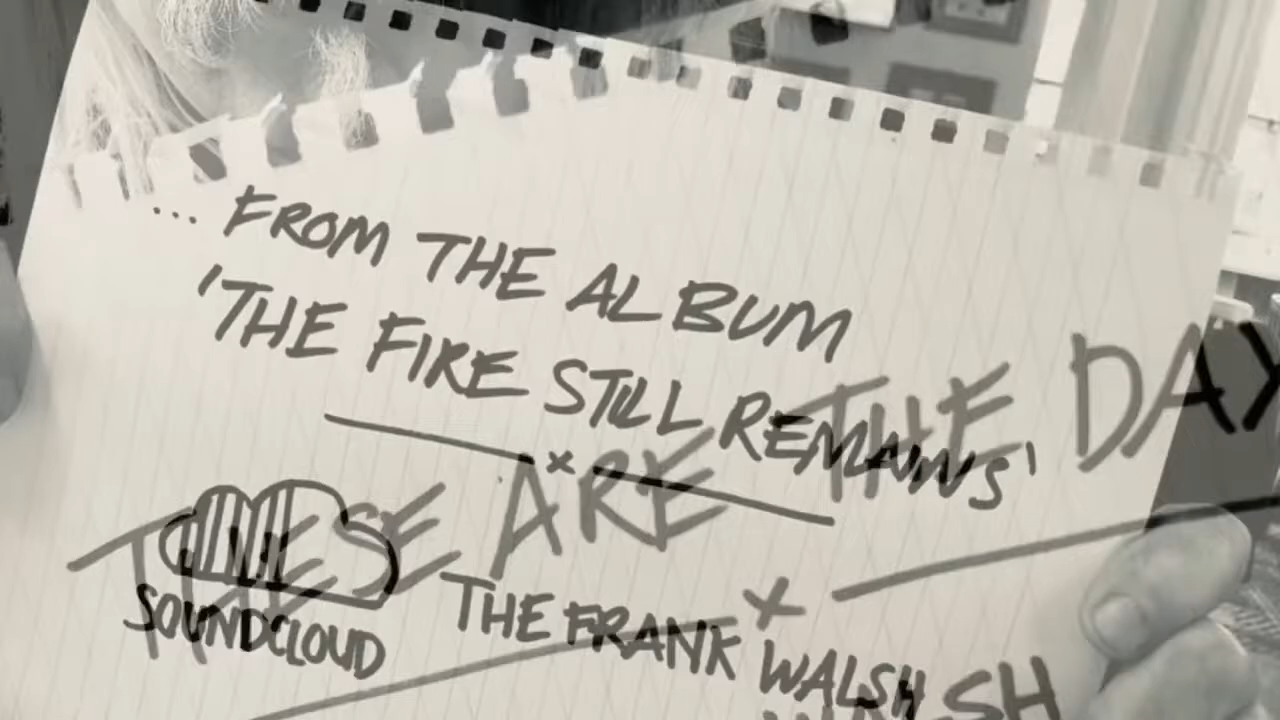 ... FROM THE ALBUM
'THE FIRE STILL REMAINS'
THESE ARE THE DAY
SOUNDCLOUD
THE FRANK WALSH
WALSH